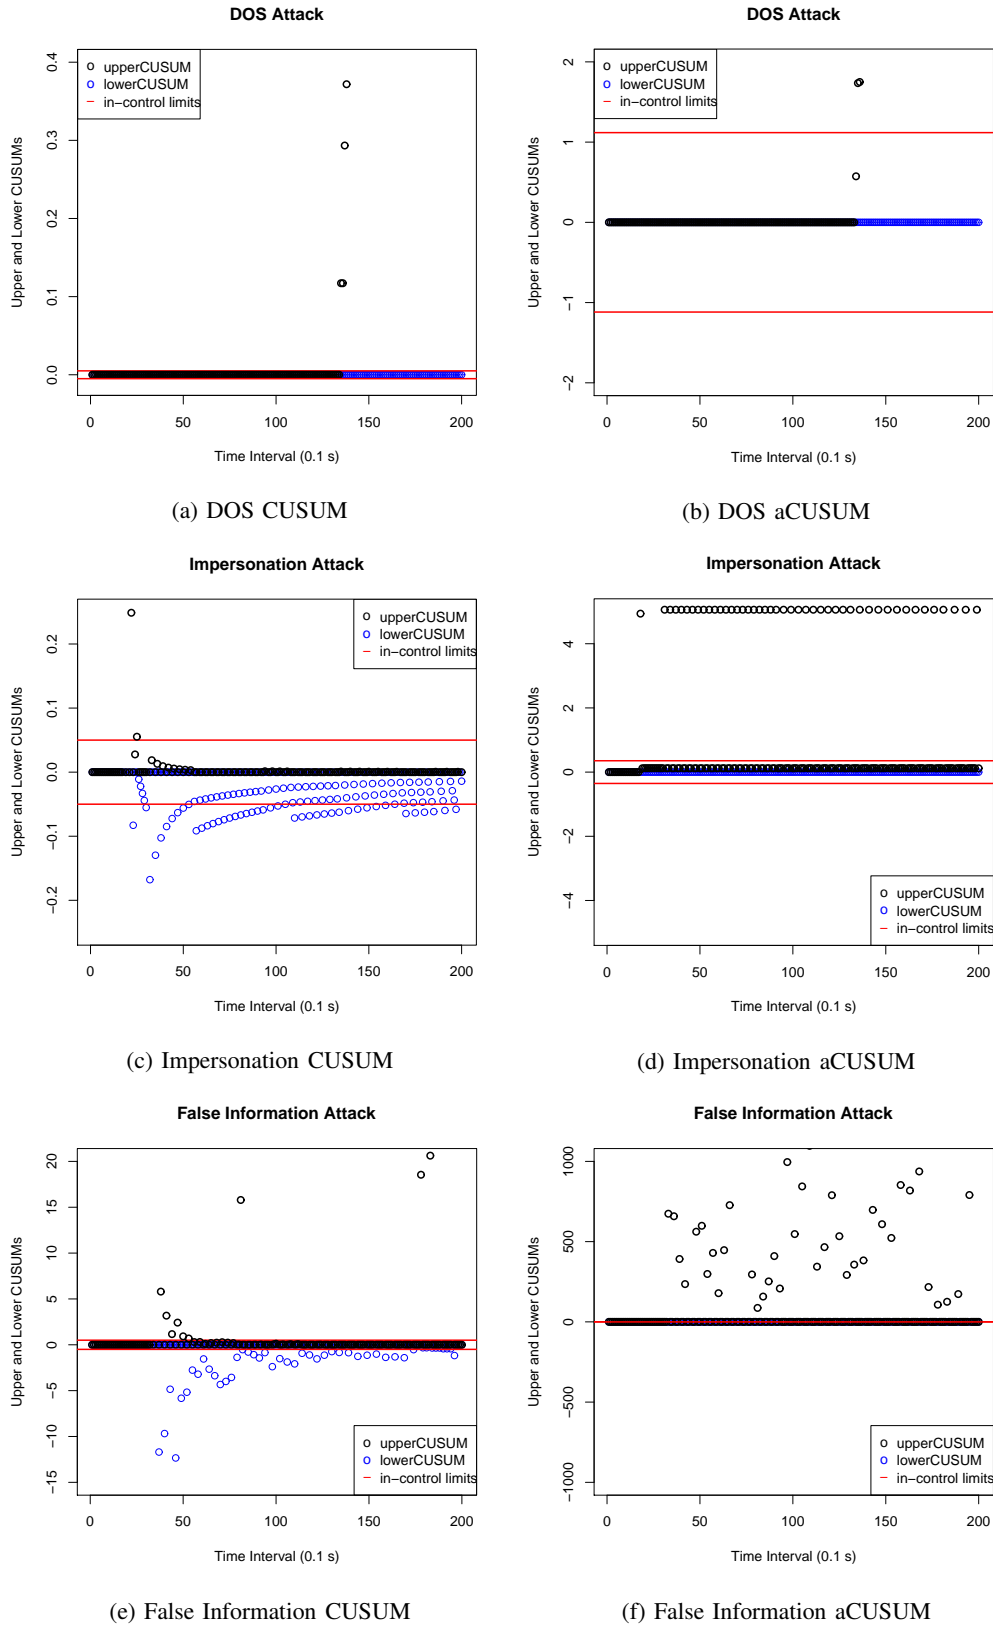 DOS Attack
Upper and Lower CUSUMs
0.4
0.3
0.2
0.1
0.0
o upperCUSUM
o lowerCUSUM
− in−control limits
0 50 100 150 200
Time Interval (0.1 s)
(a) DOS CUSUM
DOS Attack
Upper and Lower CUSUMs
2
1
0
−1
−2
o upperCUSUM
o lowerCUSUM
− in−control limits
0 50 100 150 200
Time Interval (0.1 s)
(b) DOS aCUSUM
Impersonation Attack
Upper and Lower CUSUMs
0.2
0.1
0.0
−0.1
−0.2
o upperCUSUM
o lowerCUSUM
− in−control limits
0 50 100 150 200
Time Interval (0.1 s)
(c) Impersonation CUSUM
Impersonation Attack
Upper and Lower CUSUMs
4
2
0
−2
−4
o upperCUSUM
o lowerCUSUM
− in−control limits
0 50 100 150 200
Time Interval (0.1 s)
(d) Impersonation aCUSUM
False Information Attack
Upper and Lower CUSUMs
20
15
10
5
0
−5
−10
−15
o upperCUSUM
o lowerCUSUM
− in−control limits
0 50 100 150 200
Time Interval (0.1 s)
(e) False Information CUSUM
False Information Attack
Upper and Lower CUSUMs
1000
500
0
−500
−1000
o upperCUSUM
o lowerCUSUM
− in−control limits
0 50 100 150 200
Time Interval (0.1 s)
(f) False Information aCUSUM